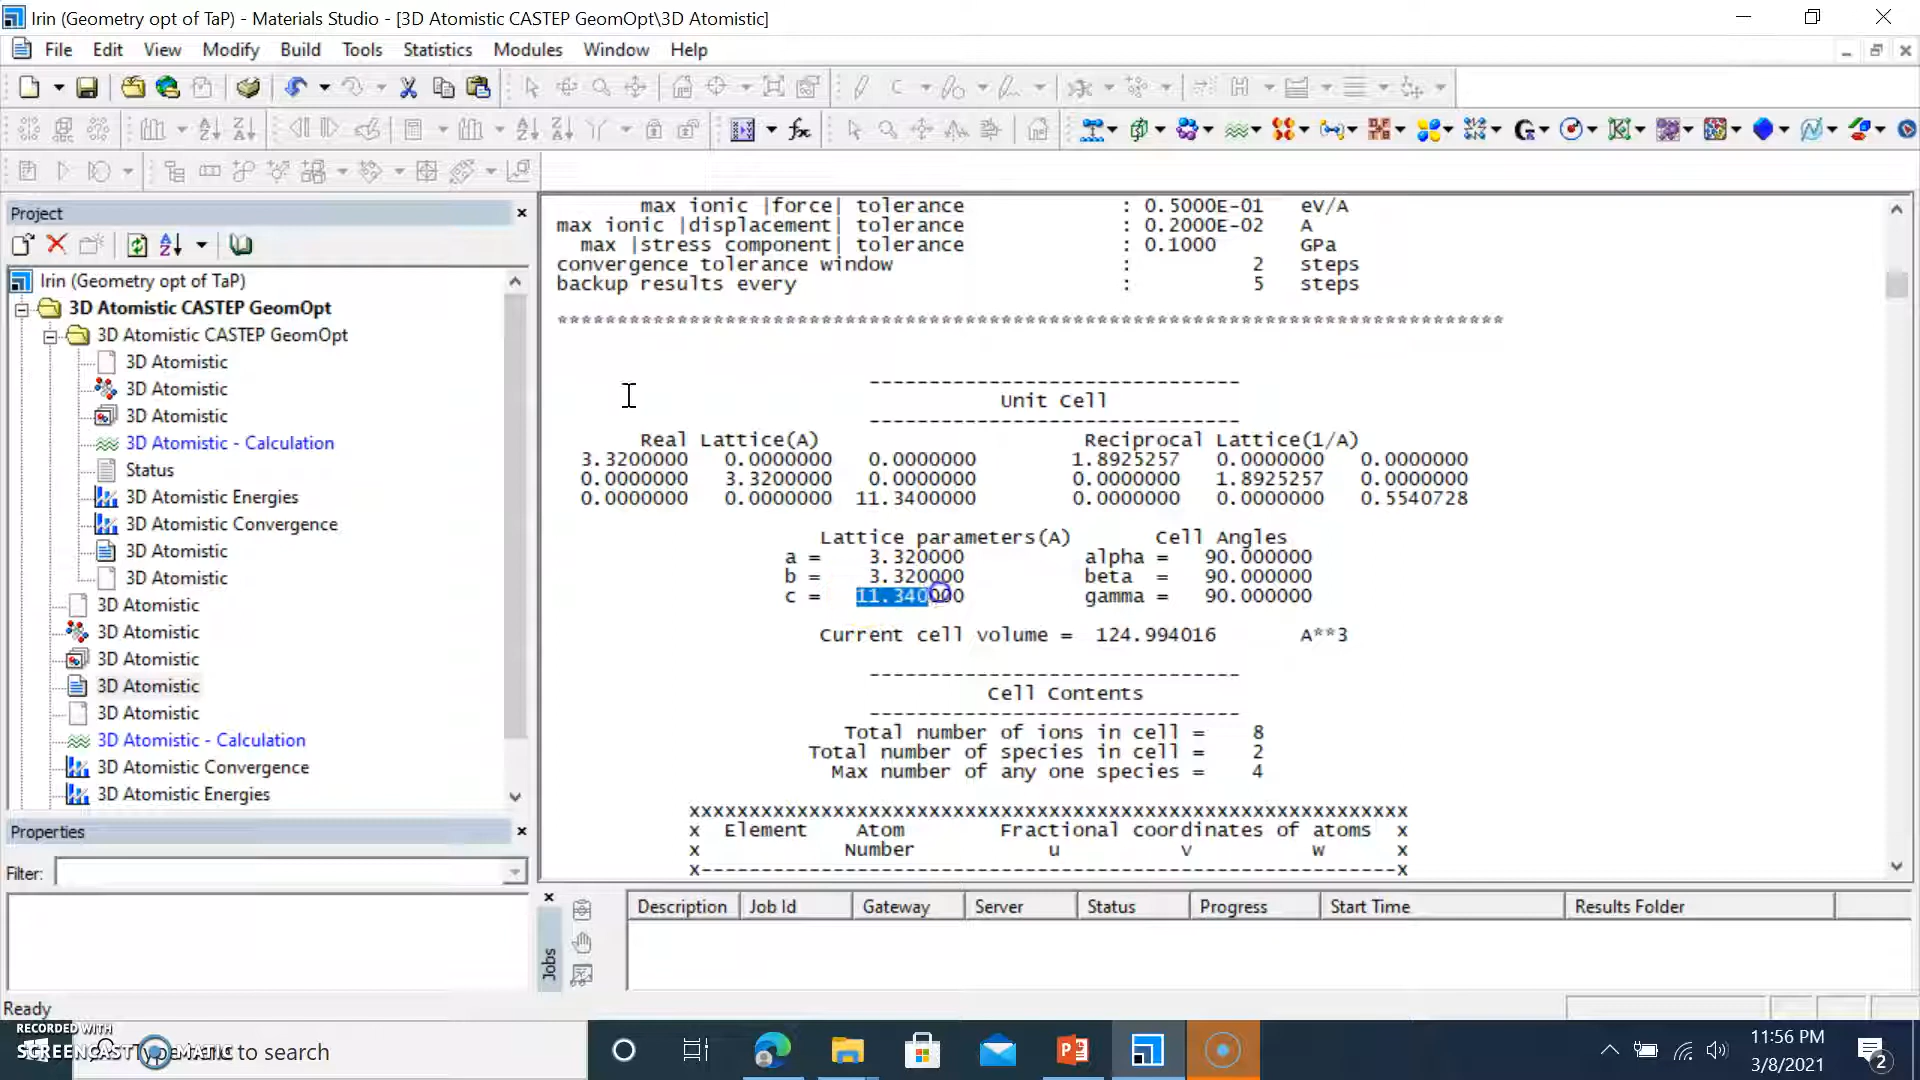 Irin (Geometry opt of TaP) - Materials Studio - [3D Atomistic CASTEP GeomOpt\3D Atomistic]
File Edit View Modify Build Tools Statistics Modules Window Help
Project
Irin (Geometry opt of TaP)
3D Atomistic CASTEP GeomOpt
3D Atomistic CASTEP GeomOpt
3D Atomistic
3D Atomistic
3D Atomistic
3D Atomistic - Calculation
Status
3D Atomistic Energies
3D Atomistic Convergence
3D Atomistic
3D Atomistic
3D Atomistic
3D Atomistic
3D Atomistic
3D Atomistic
3D Atomistic
3D Atomistic - Calculation
3D Atomistic Convergence
3D Atomistic Energies
Properties
Filter:
max ionic |force| tolerance : 0.5000E-01 eV/A
max ionic |displacement| tolerance : 0.2000E-02 A
max |stress component| tolerance : 0.1000 GPa
convergence tolerance window : 2 steps
backup results every : 5 steps
*******************************************************************************
-------------------------------
Unit Cell
-------------------------------
Real Lattice(A) Reciprocal Lattice(1/A)
3.3200000 0.0000000 0.0000000 1.8925257 0.0000000 0.0000000
0.0000000 3.3200000 0.0000000 0.0000000 1.8925257 0.0000000
0.0000000 0.0000000 11.3400000 0.0000000 0.0000000 0.5540728
Lattice parameters(A) Cell Angles
a = 3.320000 alpha = 90.000000
b = 3.320000 beta = 90.000000
c = 11.340000 gamma = 90.000000
Current cell volume = 124.994016 A**3
-------------------------------
Cell Contents
-------------------------------
Total number of ions in cell = 8
Total number of species in cell = 2
Max number of any one species = 4
xxxxxxxxxxxxxxxxxxxxxxxxxxxxxxxxxxxxxxxxxxxxxxxxxxxxxxxxxxxx
x Element Atom Fractional coordinates of atoms x
x Number u v w x
x----------------------------------------------------------x
Jobs
Description Job Id Gateway Server Status Progress Start Time Results Folder
Ready
RECORDED WITH
SCREENCAST MATIC
Type here to search
11:56 PM
3/8/2021
2